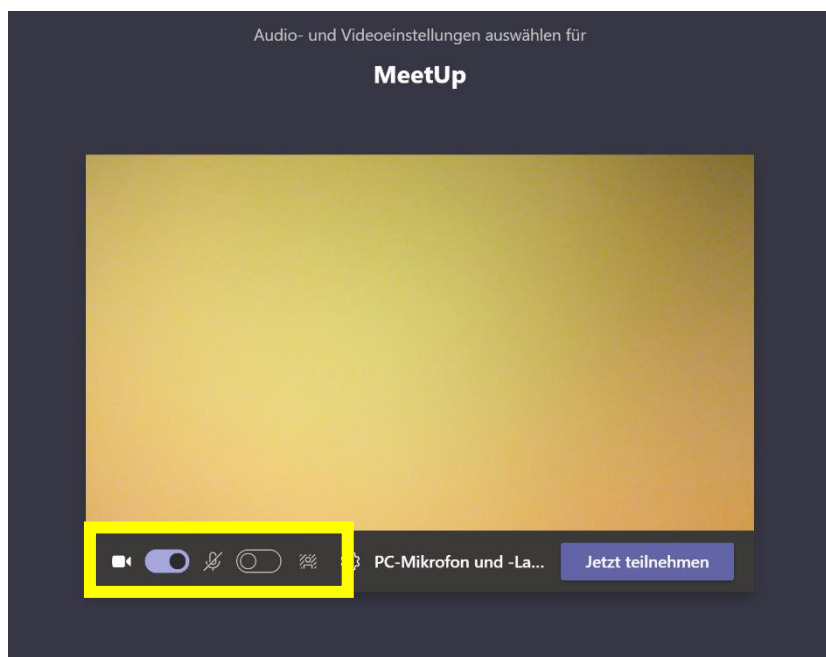 Audio- und Videoeinstellungen auswählen für
MeetUp
PC-Mikrofon und -La...
Jetzt teilnehmen